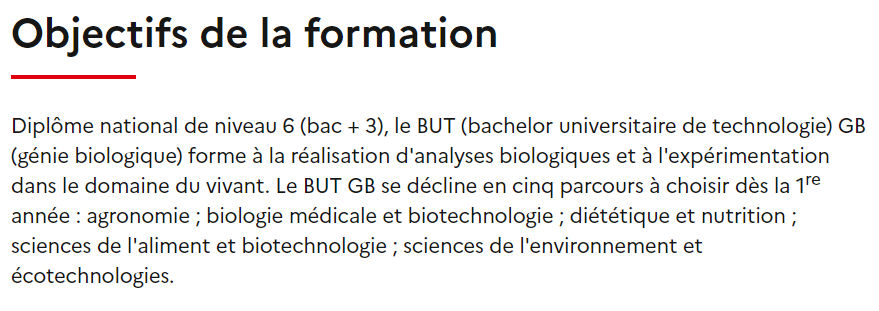 Objectifs de la formation
Diplôme national de niveau 6 (bac + 3), le BUT (bachelor universitaire de technologie) GB
(génie biologique) forme à la réalisation d'analyses biologiques et à l'expérimentation
dans le domaine du vivant. Le BUT GB se décline en cinq parcours à choisir dès la 1re
année : agronomie ; biologie médicale et biotechnologie ; diététique et nutrition ;
sciences de l'aliment et biotechnologie ; sciences de l'environnement et
écotechnologies.